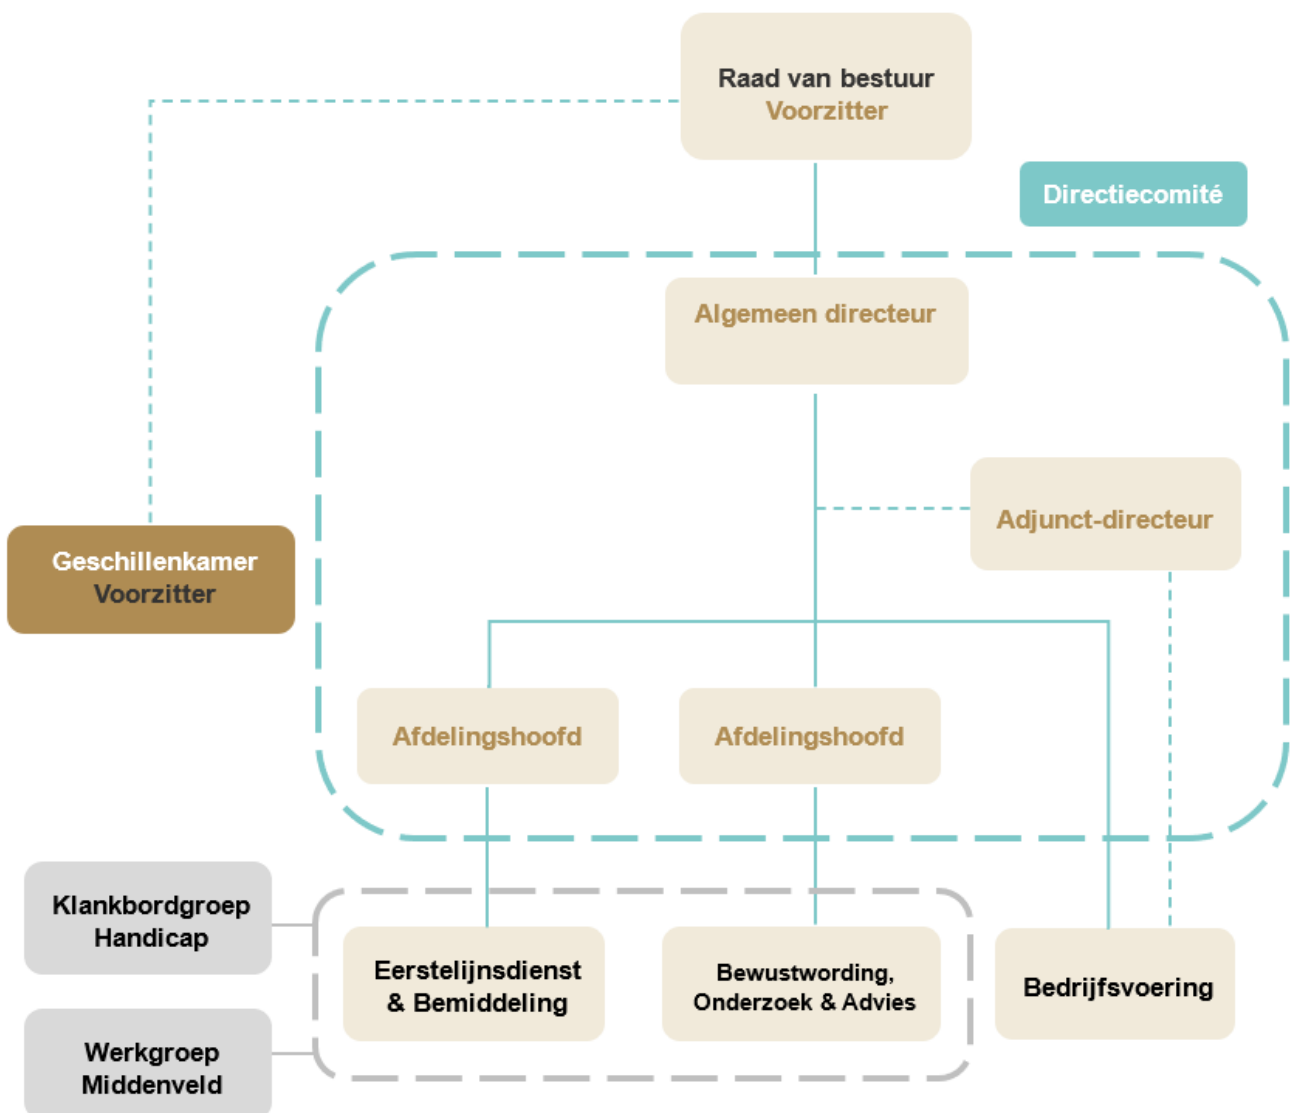 Raad van bestuur
Voorzitter
Directiecomité
Algemeen directeur
Adjunct-directeur
Geschillenkamer
Voorzitter
Afdelingshoofd
Afdelingshoofd
Klankbordgroep
Handicap
Eerstelijnsdienst
& Bemiddeling
Bewustwording,
Onderzoek & Advies
Bedrijfsvoering
Werkgroep
Middenveld